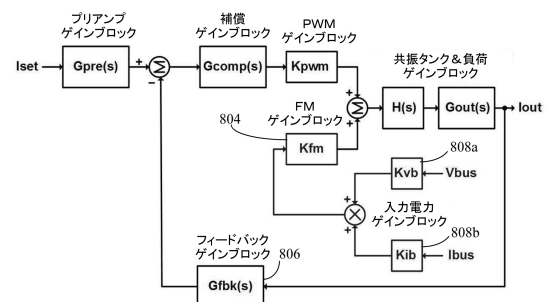 プリアンプ
ゲインブロック
補償
ゲインブロック
PWM
ゲインブロック
共振タンク＆負荷
ゲインブロック
Iset
Gpre(s)
+
Σ
−
Gcomp(s)
Kpwm
+
Σ
+
H(s)
Gout(s)
Iout
FM
ゲインブロック
804
Kfm
808a
Kvb
Vbus
+
×
+
入力電力
ゲインブロック
808b
Kib
Ibus
フィードバック
ゲインブロック
806
Gfbk(s)